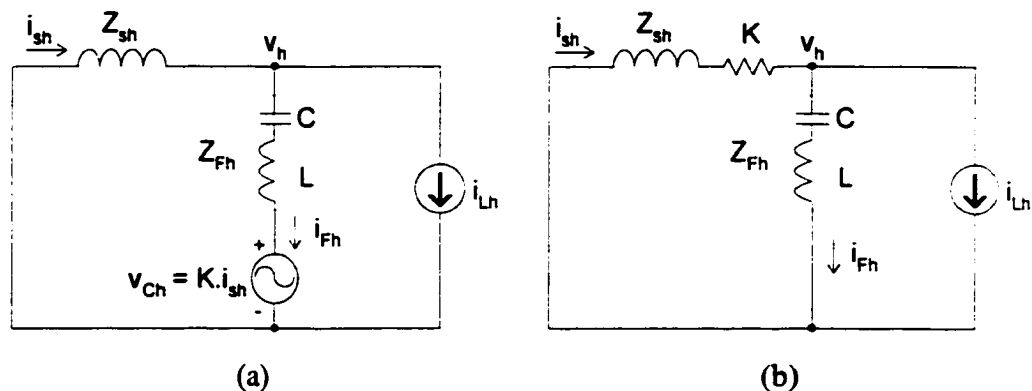 i_sh
Z_sh
v_h
C
Z_Fh
L
i_Fh
i_Lh
+
v_Ch = K.i_sh
-
(a)
i_sh
Z_sh
K
v_h
C
Z_Fh
L
i_Lh
i_Fh
(b)